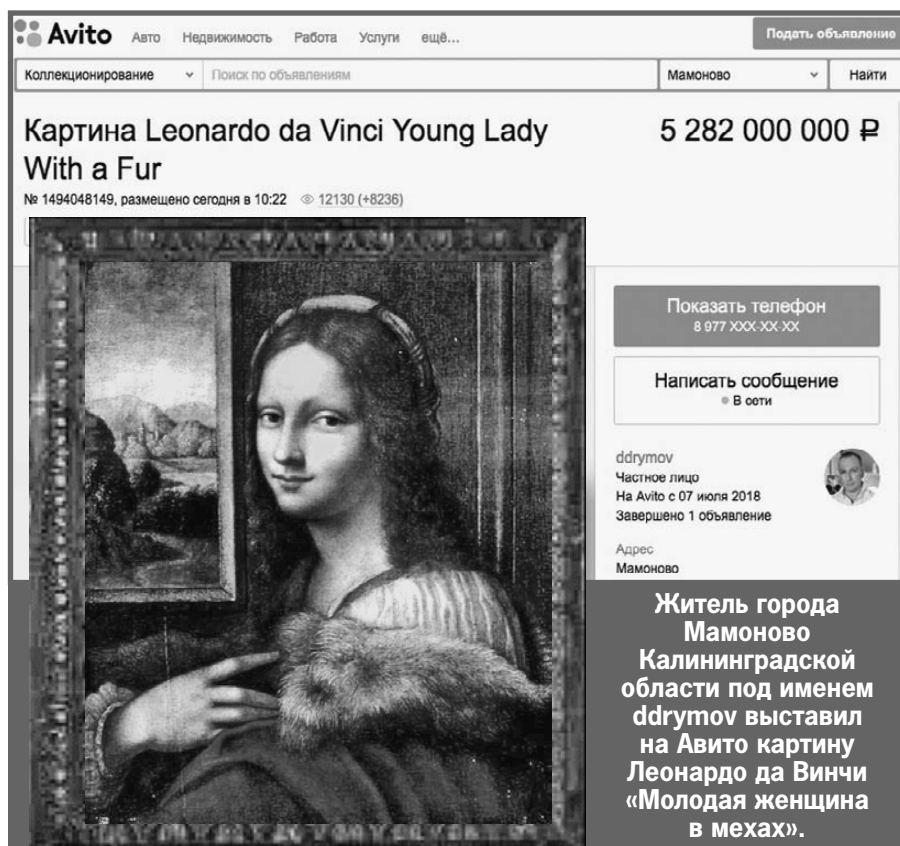 Avito Авто Недвижимость Работа Услуги ещё... Подать объявление
Коллекционирование Поиск по объявлениям Мамоново Найти
Картина Leonardo da Vinci Young Lady
With a Fur
5 282 000 000 ₽
№ 1494048149, размещено сегодня в 10:22 12130 (+8236)
Показать телефон
8 977 XXX-XX-XX
Написать сообщение
В сети
ddrymov
Частное лицо
На Avito с 07 июля 2018
Завершено 1 объявление
Адрес
Мамоново
Житель города
Мамоново
Калининградской
области под именем
ddrymov выставил
на Авито картину
Леонардо да Винчи
«Молодая женщина
в мехах».